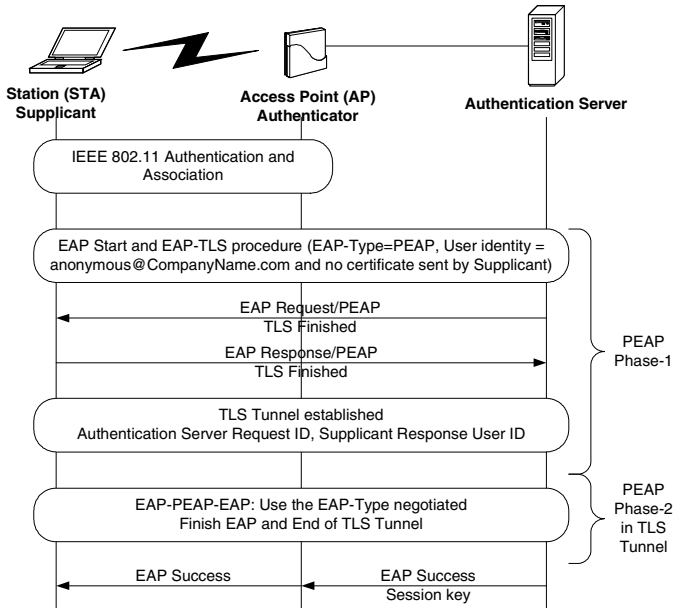 Station (STA)
Supplicant
Access Point (AP)
Authenticator
Authentication Server
IEEE 802.11 Authentication and
Association
EAP Start and EAP-TLS procedure (EAP-Type=PEAP, User identity =
anonymous@CompanyName.com and no certificate sent by Supplicant)
EAP Request/PEAP
TLS Finished
EAP Response/PEAP
TLS Finished
PEAP
Phase-1
TLS Tunnel established
Authentication Server Request ID, Supplicant Response User ID
EAP-PEAP-EAP: Use the EAP-Type negotiated
Finish EAP and End of TLS Tunnel
PEAP
Phase-2
in TLS
Tunnel
EAP Success
EAP Success
Session key